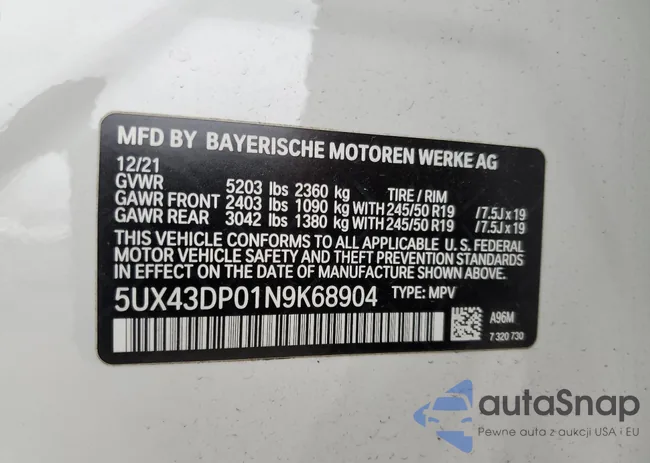 MFD BY BAYERISCHE MOTOREN WERKE AG
12/21
GVWR 5203 lbs 2360 kg TIRE / RIM
GAWR FRONT 2403 lbs 1090 kg WITH 245/50 R19 /7.5J x 19
GAWR REAR 3042 lbs 1380 kg WITH 245/50 R19 /7.5J x 19
THIS VEHICLE CONFORMS TO ALL APPLICABLE U.S. FEDERAL
MOTOR VEHICLE SAFETY AND THEFT PREVENTION STANDARDS
IN EFFECT ON THE DATE OF MANUFACTURE SHOWN ABOVE.
5UX43DP01N9K68904 TYPE: MPV
A96M
7 320 730
autoSnap
Pewne auta z aukcji USA i EU